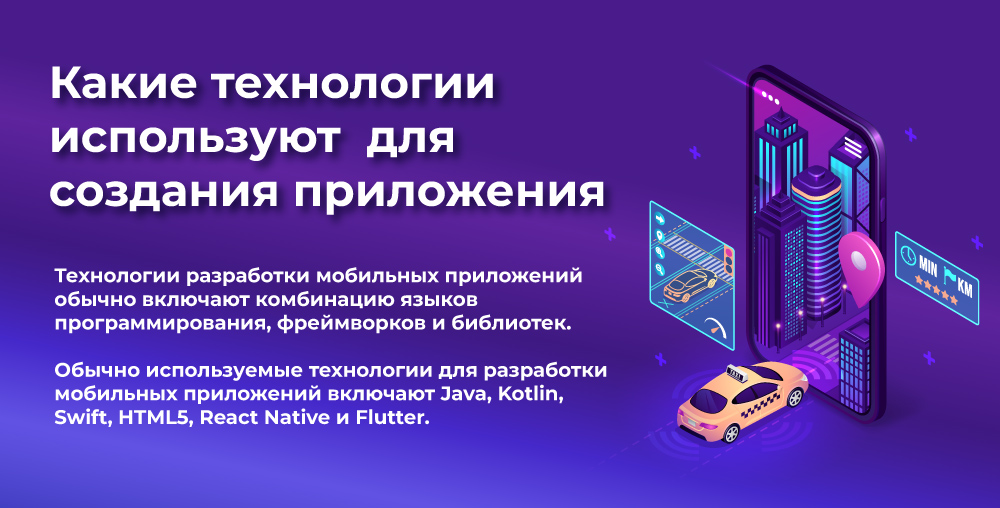 Какие технологии
используют для
создания приложения
Технологии разработки мобильных приложений
обычно включают комбинацию языков
программирования, фреймворков и библиотек.
Обычно используемые технологии для разработки
мобильных приложений включают Java, Kotlin,
Swift, HTML5, React Native и Flutter.
MIN KM
TAXI